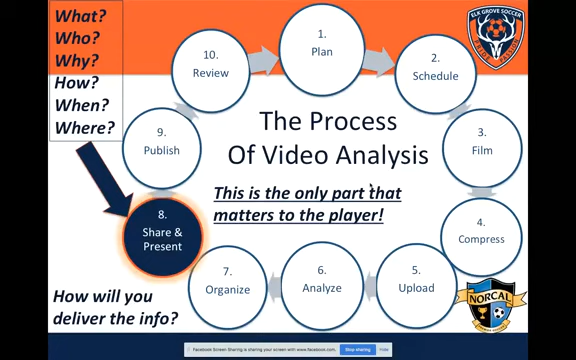 What?
Who?
Why?
How?
When?
Where?
ELK GROVE SOCCER
PRIDE
PASSION
1.
Plan
2.
Schedule
3.
Film
4.
Compress
5.
Upload
6.
Analyze
7.
Organize
8.
Share &
Present
9.
Publish
10.
Review
The Process
Of Video Analysis
This is the only part that
matters to the player!
How will you
deliver the info?
NORCAL
Facebook Screen Sharing is sharing your screen with www.facebook.com.
Stop sharing
Hide